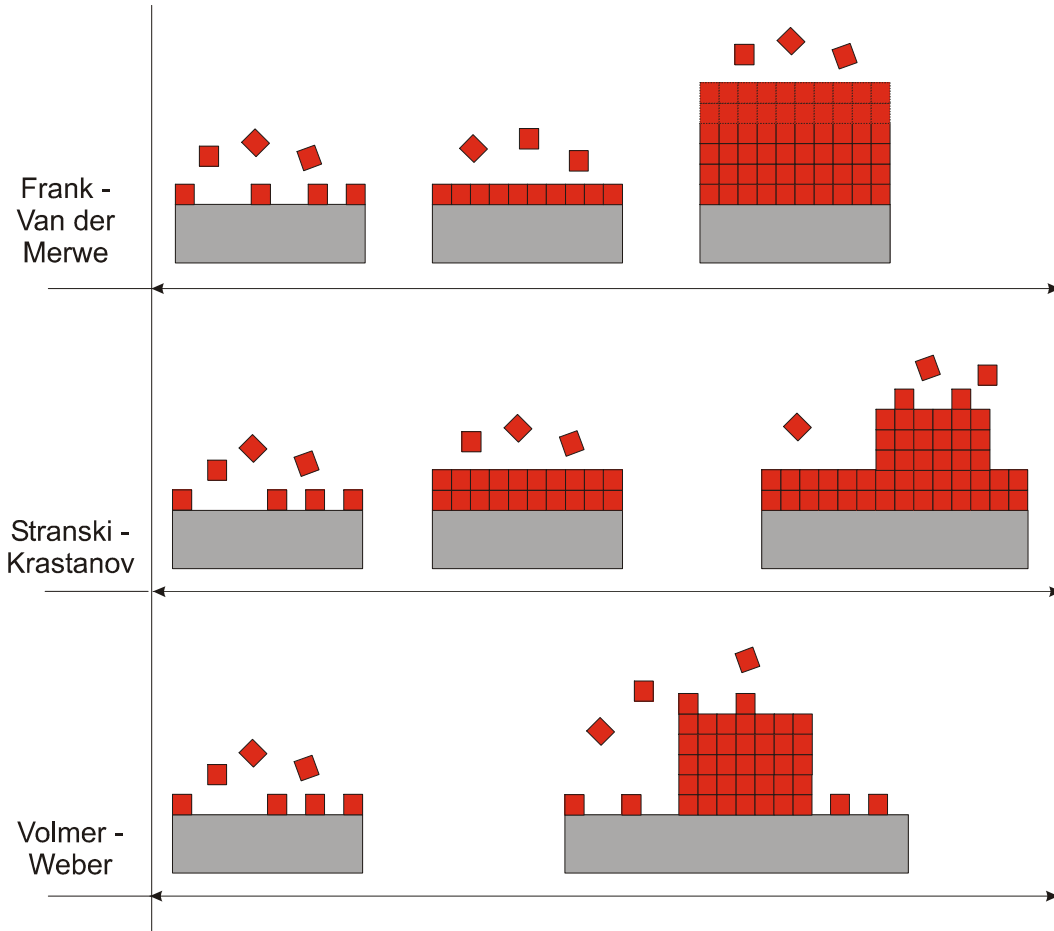 Frank -
Van der
Merwe
Stranski -
Krastanov
Volmer -
Weber